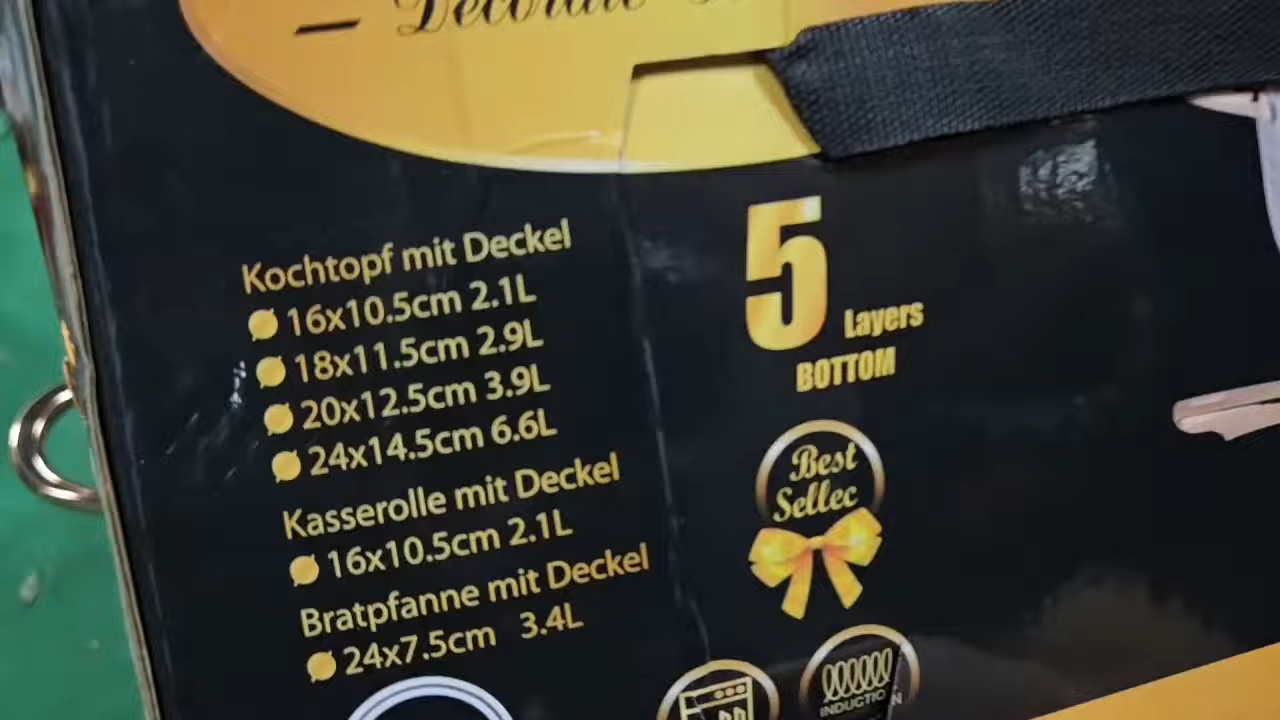 Decorate
Kochtopf mit Deckel
Ø 16x10.5cm 2.1L
Ø 18x11.5cm 2.9L
Ø 20x12.5cm 3.9L
Ø 24x14.5cm 6.6L
Kasserolle mit Deckel
Ø 16x10.5cm 2.1L
Bratpfanne mit Deckel
Ø 24x7.5cm 3.4L
5 Layers
BOTTOM
Best
Sellec
INDUCTION